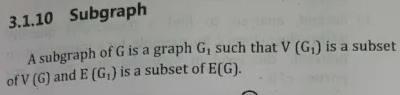 3.1.10 Subgraph
A subgraph of G is a graph G₁ such that V (G₁) is a subset
of V (G) and E (G₁) is a subset of E(G).